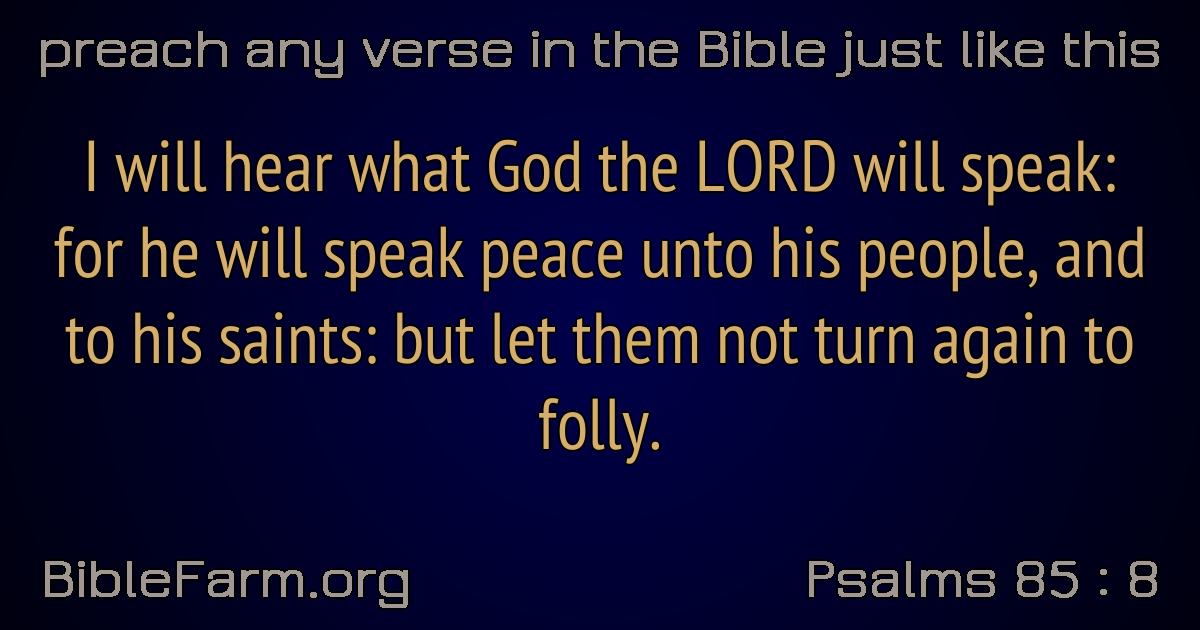 preach any verse in the Bible just like this
I will hear what God the LORD will speak:
for he will speak peace unto his people, and
to his saints: but let them not turn again to
folly.
BibleFarm.org
Psalms 85 : 8